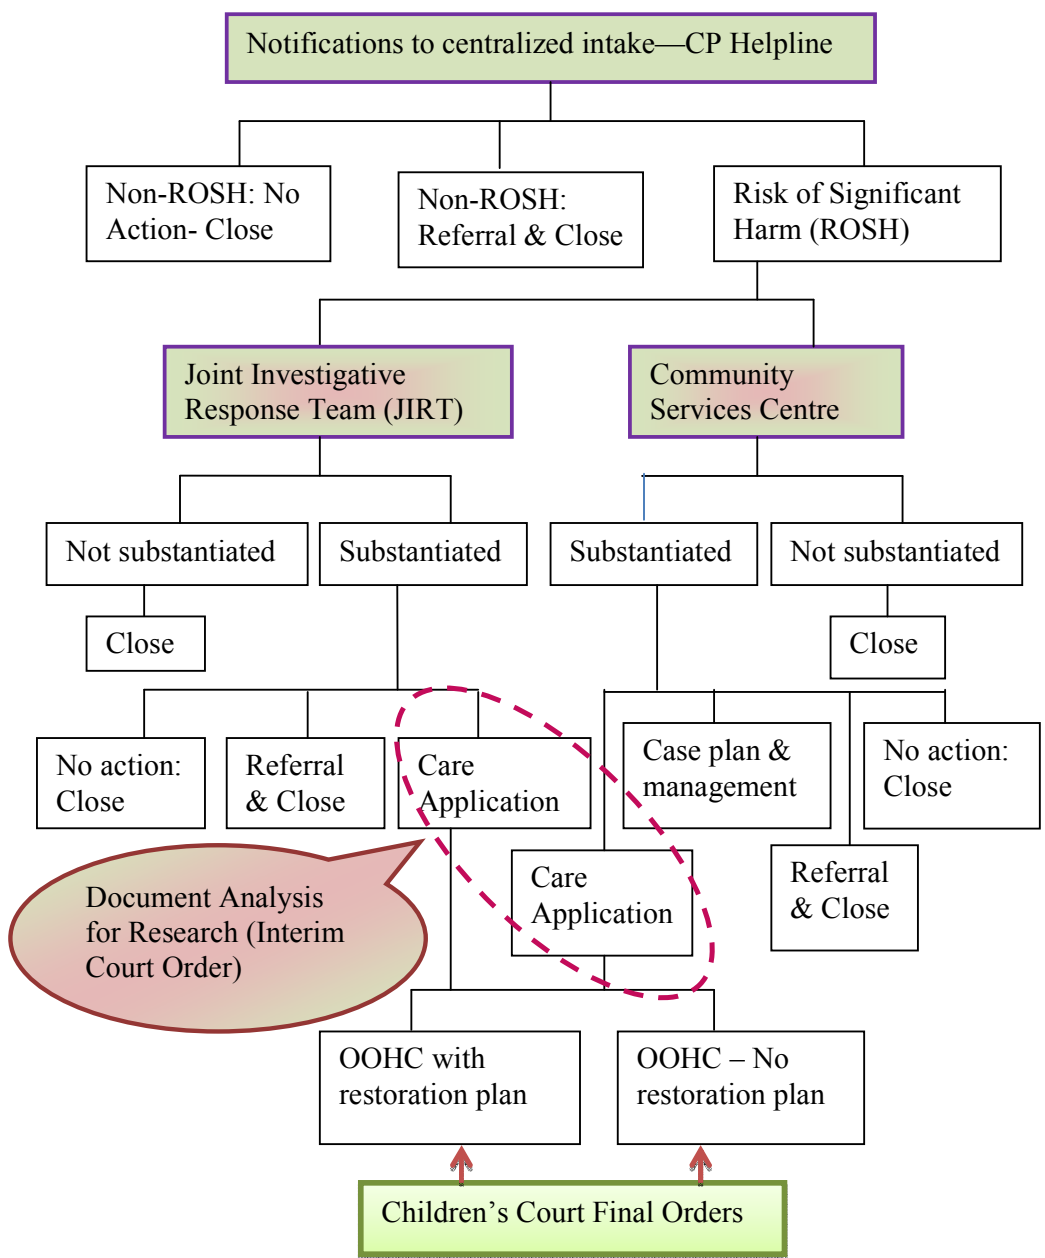 Notifications to centralized intake—CP Helpline
Non-ROSH: No
Action- Close
Non-ROSH:
Referral & Close
Risk of Significant
Harm (ROSH)
Joint Investigative
Response Team (JIRT)
Community
Services Centre
Not substantiated
Substantiated
Substantiated
Not substantiated
Close
Close
No action:
Close
Referral
& Close
Care
Application
Case plan &
management
No action:
Close
Care
Application
Referral
& Close
Document Analysis
for Research (Interim
Court Order)
OOHC with
restoration plan
OOHC – No
restoration plan
Children’s Court Final Orders